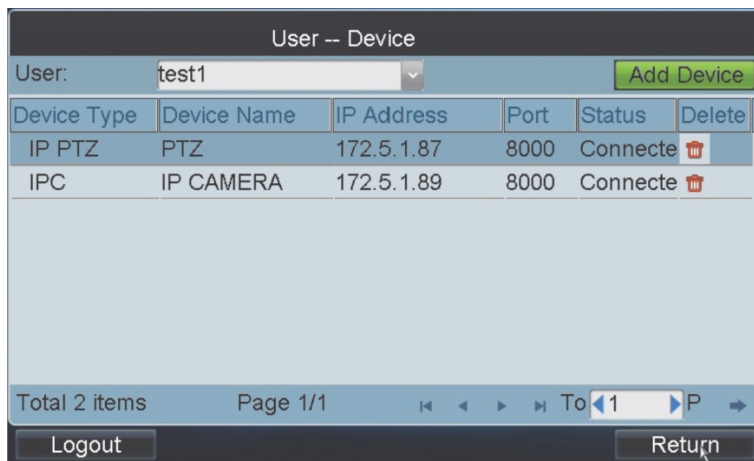 User -- Device
User: test1 Add Device
Device Type Device Name IP Address Port Status Delete
IP PTZ PTZ 172.5.1.87 8000 Connecte
IPC IP CAMERA 172.5.1.89 8000 Connecte
Total 2 items Page 1/1 To 1 P
Logout Return